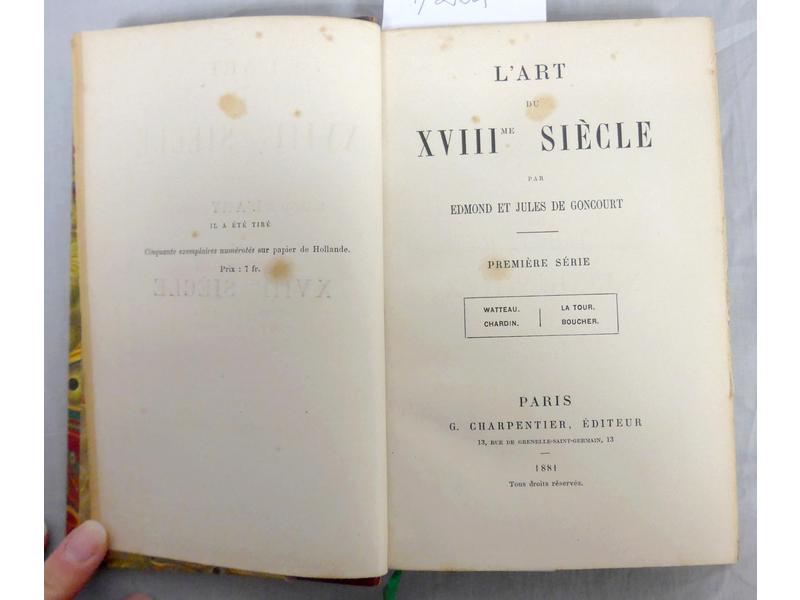 IL A ÉTÉ TIRÉ
Cinquante exemplaires numérotés sur papier de Hollande.
Prix : 7 fr.
L'ART
DU
XVIIIME SIÈCLE
PAR
EDMOND ET JULES DE GONCOURT
PREMIÈRE SÉRIE
WATTEAU. LA TOUR.
CHARDIN. BOUCHER.
PARIS
G. CHARPENTIER, ÉDITEUR
13, RUE DE GRENELLE-SAINT-GERMAIN, 13
1881
Tous droits réservés.